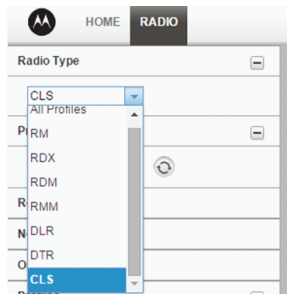 HOME RADIO
Radio Type
CLS
All Profiles
RM
RDX
RDM
RMM
DLR
DTR
CLS